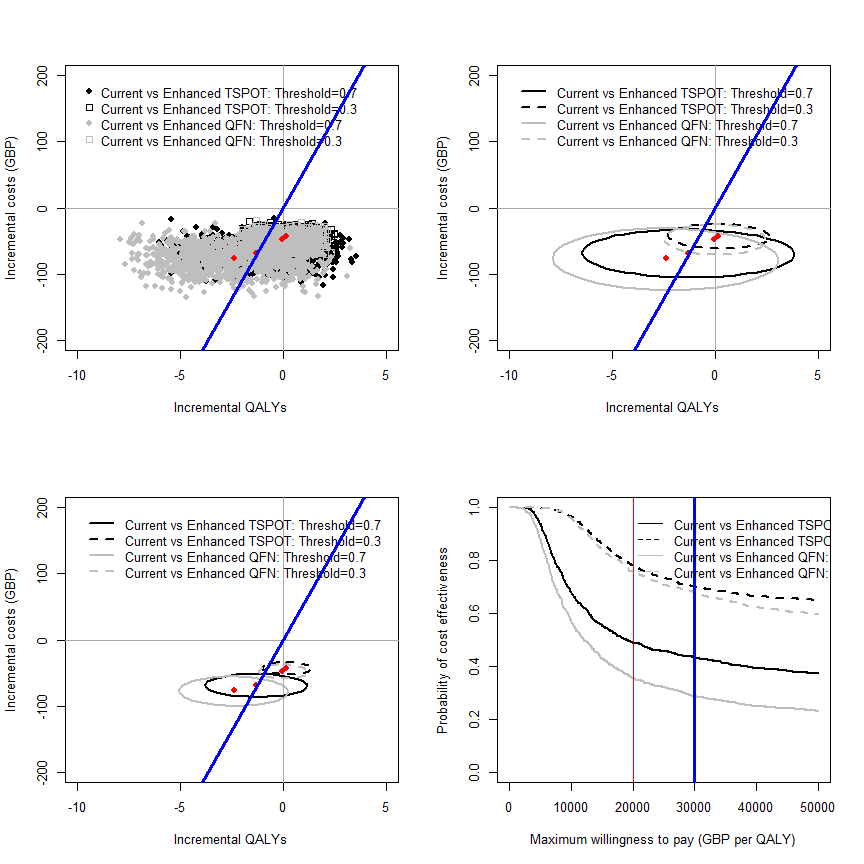 200
100
0
-100
-200
Incremental costs (GBP)
Current vs Enhanced TSPOT: Threshold=0.7
Current vs Enhanced TSPOT: Threshold=0.3
Current vs Enhanced QFN: Threshold=0.7
Current vs Enhanced QFN: Threshold=0.3
-10
-5
0
5
Incremental QALYs
200
100
0
-100
-200
Incremental costs (GBP)
Current vs Enhanced TSPOT: Threshold=0.7
Current vs Enhanced TSPOT: Threshold=0.3
Current vs Enhanced QFN: Threshold=0.7
Current vs Enhanced QFN: Threshold=0.3
-10
-5
0
5
Incremental QALYs
200
100
0
-100
-200
Incremental costs (GBP)
Current vs Enhanced TSPOT: Threshold=0.7
Current vs Enhanced TSPOT: Threshold=0.3
Current vs Enhanced QFN: Threshold=0.7
Current vs Enhanced QFN: Threshold=0.3
-10
-5
0
5
Incremental QALYs
1.0
0.8
0.6
0.4
0.2
0.0
Probability of cost effectiveness
Current vs Enhanced TSPO
Current vs Enhanced TSPO
Current vs Enhanced QFN:
Current vs Enhanced QFN:
0
10000
20000
30000
40000
50000
Maximum willingness to pay (GBP per QALY)